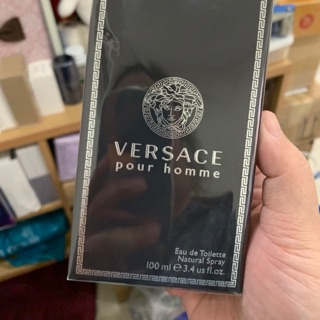 VERSACE
pour homme
Eau de Toilette
Natural Spray
100 ml ℮ 3.4 us fl.oz.